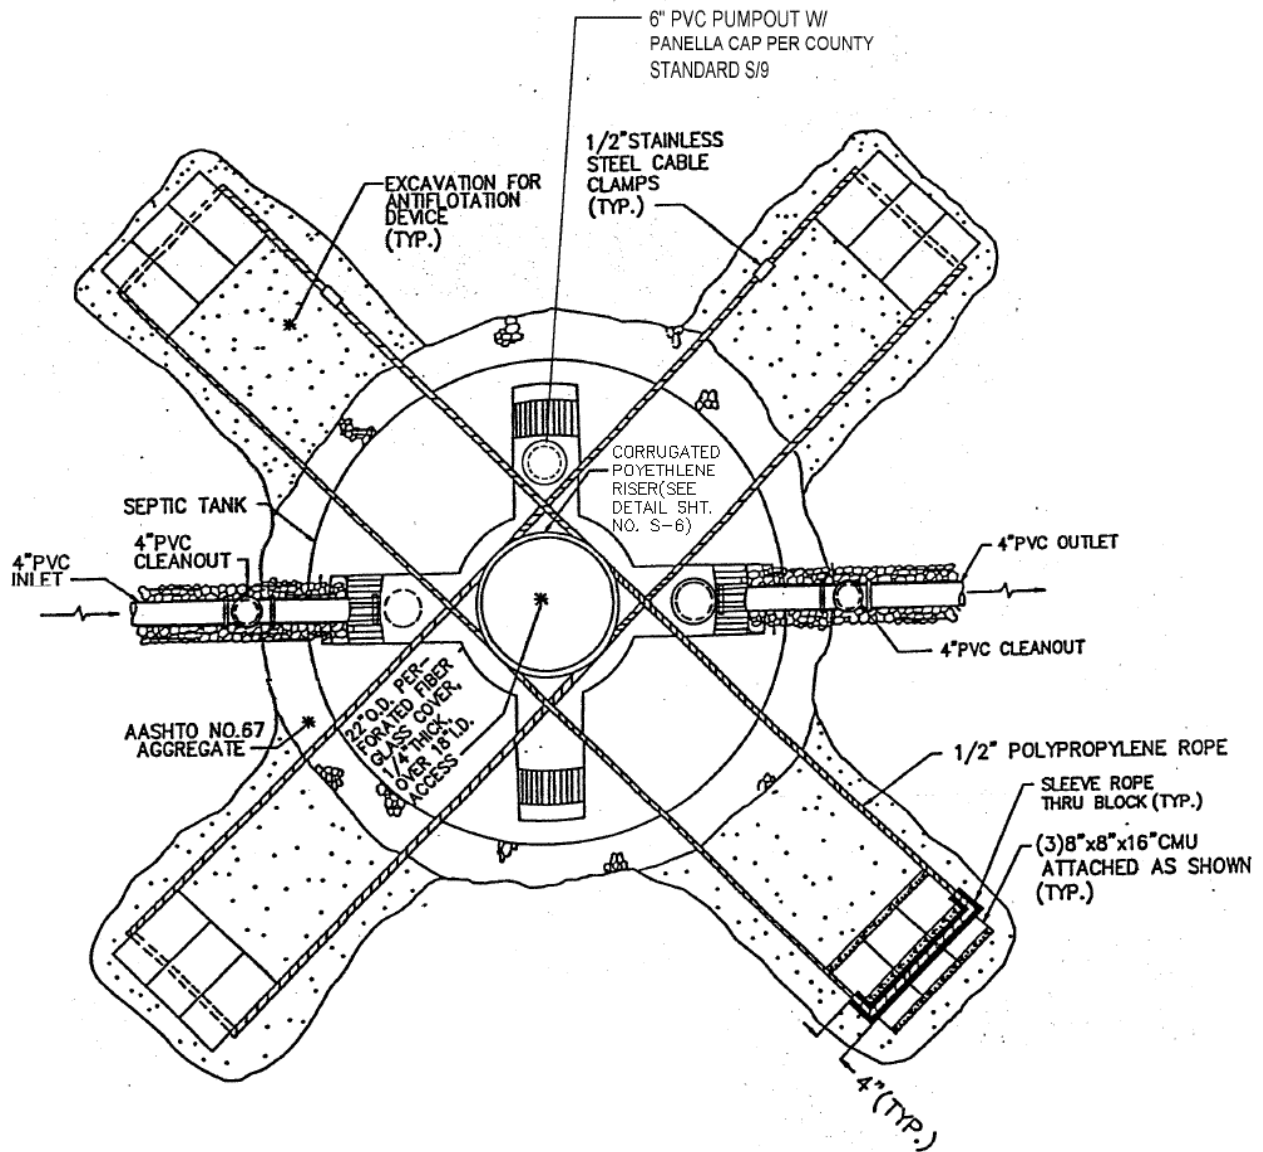 6" PVC PUMPOUT W/
PANELLA CAP PER COUNTY
STANDARD S/9
1/2"STAINLESS
STEEL CABLE
CLAMPS
(TYP.)
EXCAVATION FOR
ANTIFLOTATION
DEVICE
(TYP.)
CORRUGATED
POYETHLENE
RISER(SEE
DETAIL SHT.
NO. S-6)
SEPTIC TANK
4"PVC
CLEANOUT
4"PVC
INLET
4"PVC OUTLET
4"PVC CLEANOUT
22"O.D. PER-
FORATED FIBER
GLASS COVER,
1/4"THICK,
OVER 18"I.D.
ACCESS
AASHTO NO.67
AGGREGATE
1/2" POLYPROPYLENE ROPE
SLEEVE ROPE
THRU BLOCK (TYP.)
(3)8"x8"x16"CMU
ATTACHED AS SHOWN
(TYP.)
4"(TYP.)